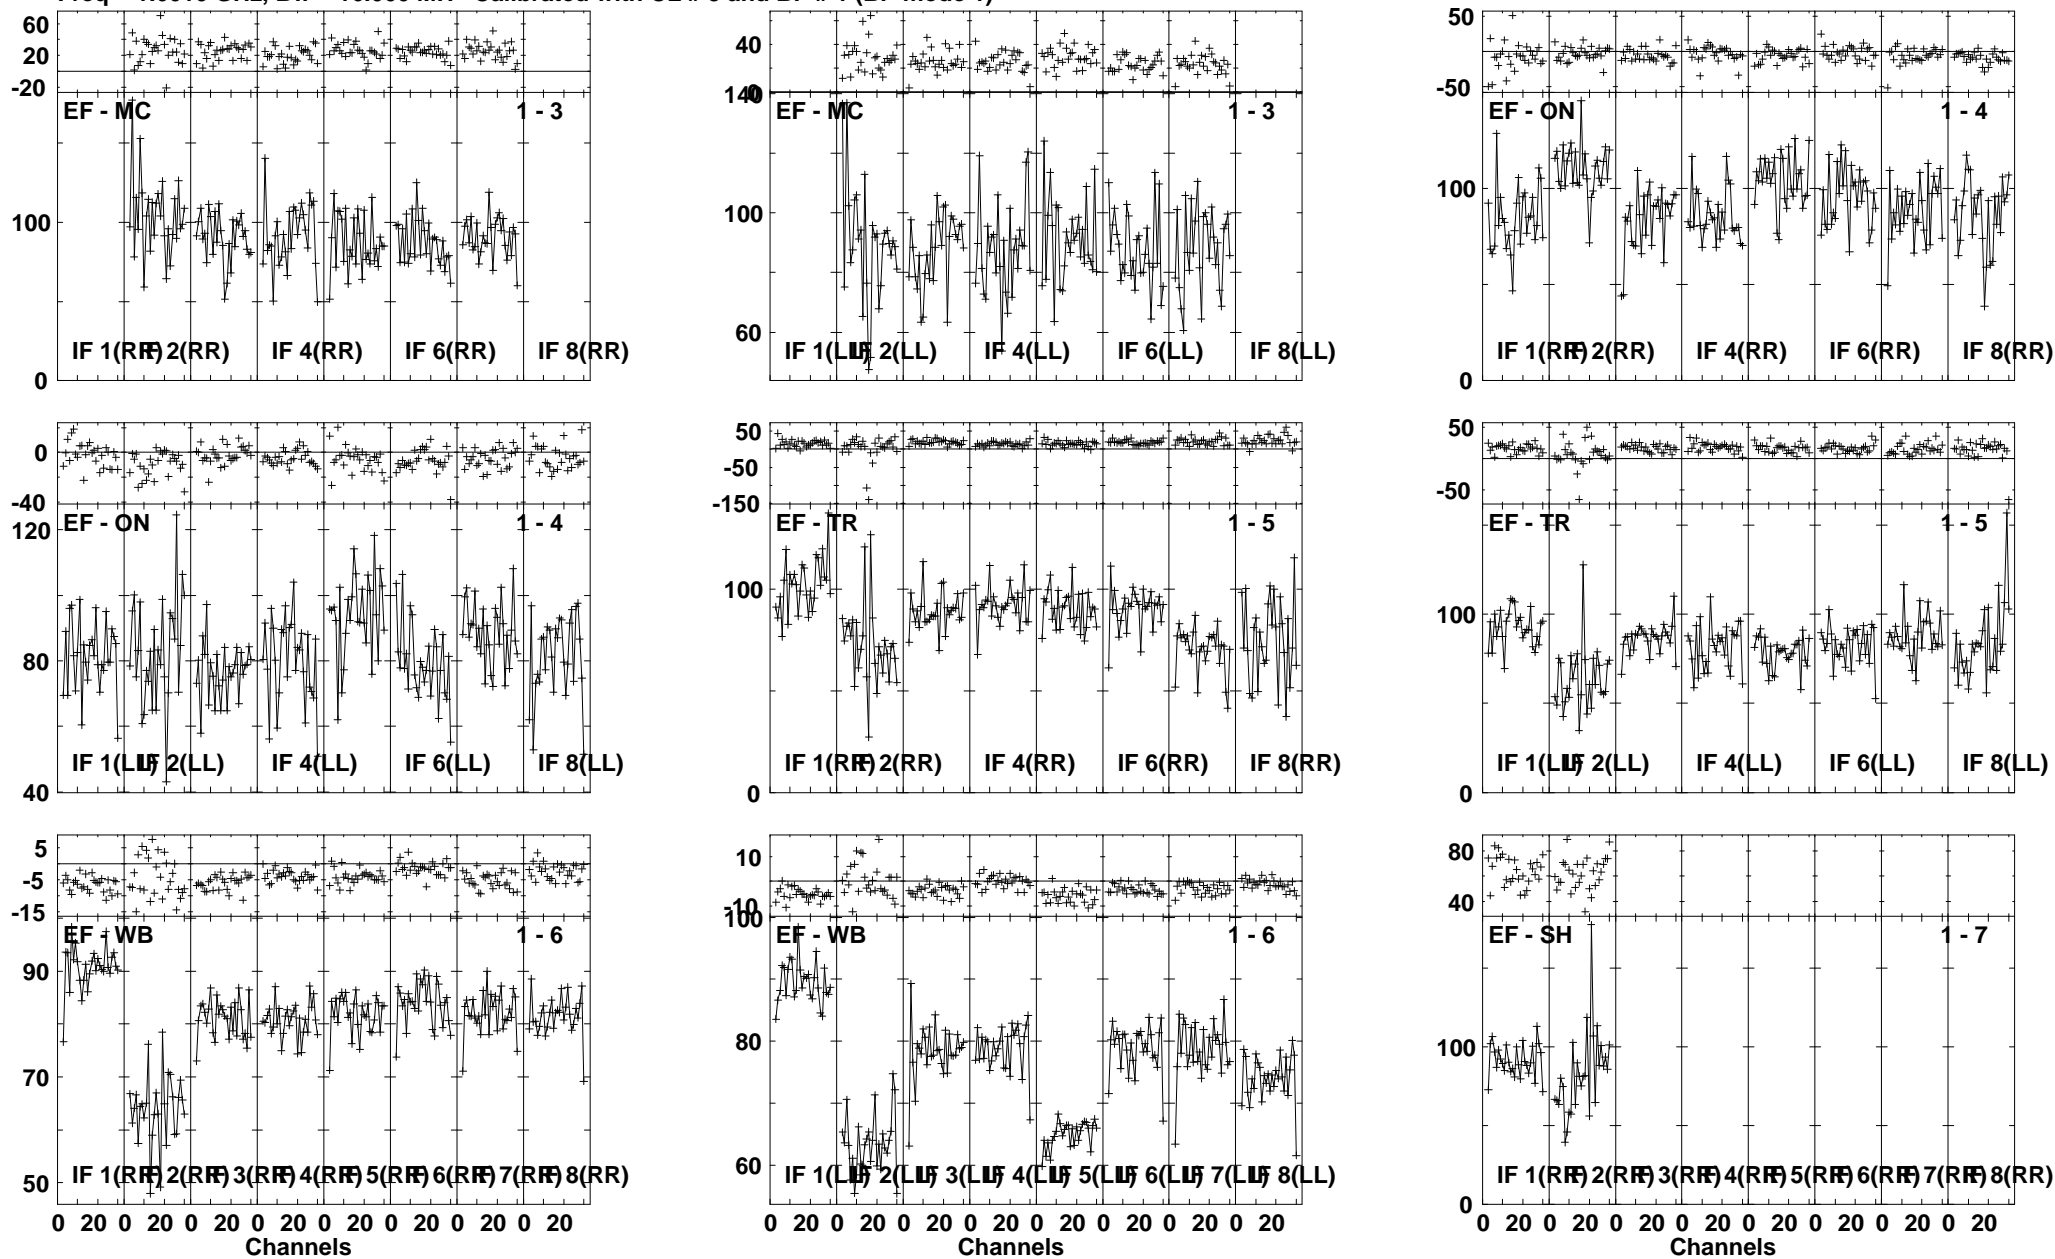 60
20
-20
EF - MC
1 - 3
100
0
IF 1(RR)
IF 2(RR)
IF 4(RR)
IF 6(RR)
IF 8(RR)
40
0
140
EF - MC
1 - 3
100
60
IF 1(LL)
IF 2(LL)
IF 4(LL)
IF 6(LL)
IF 8(LL)
50
-50
EF - ON
1 - 4
100
0
IF 1(RR)
IF 2(RR)
IF 4(RR)
IF 6(RR)
IF 8(RR)
0
-40
120
EF - ON
1 - 4
80
40
IF 1(LL)
IF 2(LL)
IF 4(LL)
IF 6(LL)
IF 8(LL)
50
-50
-150
EF - TR
1 - 5
100
0
IF 1(RR)
IF 2(RR)
IF 4(RR)
IF 6(RR)
IF 8(RR)
50
-50
EF - TR
1 - 5
100
0
IF 1(LL)
IF 2(LL)
IF 4(LL)
IF 6(LL)
IF 8(LL)
5
-5
-15
EF - WB
1 - 6
90
70
50
IF 1(RR)
IF 2(RR)
IF 3(RR)
IF 4(RR)
IF 5(RR)
IF 6(RR)
IF 7(RR)
IF 8(RR)
0 20 0 20 0 20 0 20 0 20 0 20 0 20 0 20
Channels
10
-10
100
EF - WB
1 - 6
80
60
IF 1(LL)
IF 2(LL)
IF 3(LL)
IF 4(LL)
IF 5(LL)
IF 6(LL)
IF 7(LL)
IF 8(LL)
0 20 0 20 0 20 0 20 0 20 0 20 0 20 0 20
Channels
80
40
EF - SH
1 - 7
100
0
IF 1(RR)
IF 2(RR)
IF 3(RR)
IF 4(RR)
IF 5(RR)
IF 6(RR)
IF 7(RR)
IF 8(RR)
0 20 0 20 0 20 0 20 0 20 0 20 0 20 0 20
Channels